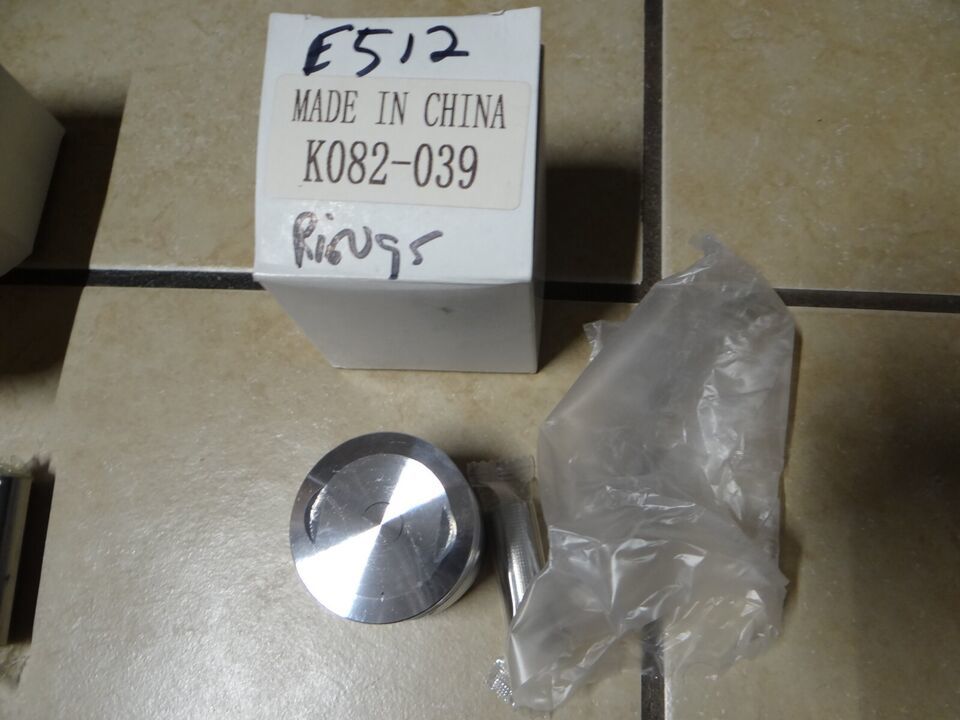 E512
MADE IN CHINA
K082-039
Rings